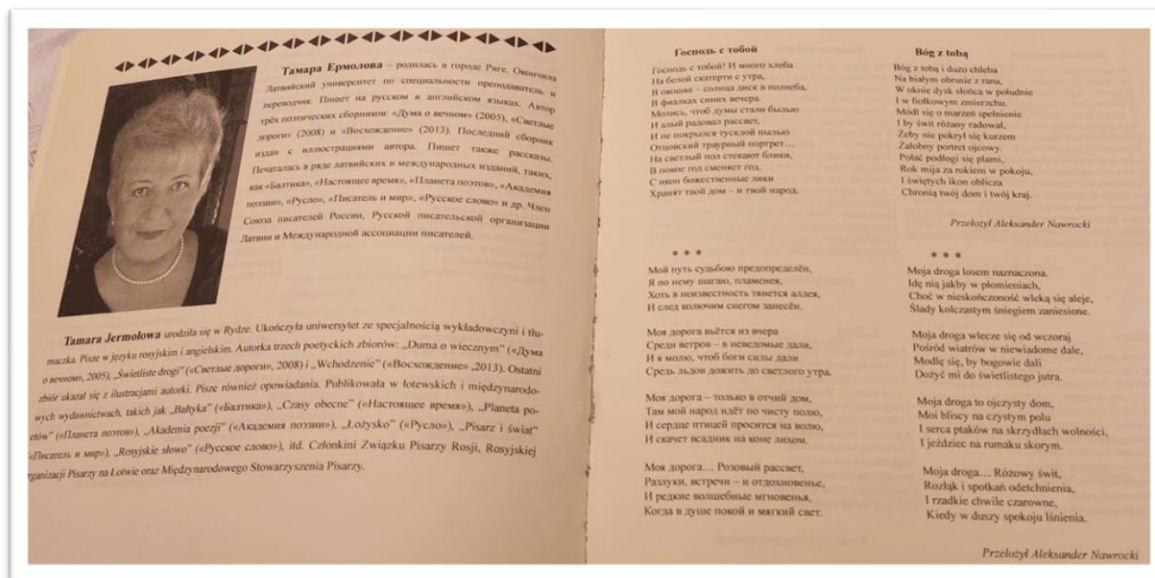 Тамара Ермолова – родилась в городе Риге. Окончила
Латвийский университет по специальности преподаватель и
переводчик. Пишет на русском и английском языках. Автор
трёх поэтических сборников: «Дума о вечном» (2005), «Светлые
дороги» (2008) и «Восхождение» (2013). Последний сборник
издан с иллюстрациями автора. Пишет также рассказы.
Печаталась в ряде латвийских и международных изданий, таких,
как «Балтика», «Настоящее время», «Планета поэтов», «Академия
поэзии», «Русло», «Писатель и мир», «Русское слово» и др. Член
Союза писателей России, Русской писательской организации
Латвии и Международной ассоциации писателей.
Tamara Jermołowa urodziła się w Rydze. Ukończyła uniwersytet ze specjalnością wykładowczyni i tłu-
maczka. Pisze w języku rosyjskim i angielskim. Autorka trzech poetyckich zbiorów: „Duma o wiecznym” («Дума
о вечном», 2005), „Świetliste drogi” («Светлые дороги», 2008) i „Wchodzenie” («Восхождение» ,2013). Ostatni
zbiór ukazał się z ilustracjami autorki. Pisze również opowiadania. Publikowała w łotewskich i międzynarodo-
wych wydawnictwach, takich jak „Bałtyka” («Балтика»), „Czasy obecne” («Настоящее время»), „Planeta po-
etów” («Планета поэтов»), „Akademia poezji” («Академия поэзии»), „Łożysko” («Русло»), „Pisarz i świat”
(«Писатель и мир»), „Rosyjskie słowo” («Русское слово»), itd. Członkini Związku Pisarzy Rosji, Rosyjskiej
rganizacji Pisarzy na Łotwie oraz Międzynarodowego Stowarzyszenia Pisarzy.
Господь с тобой
Господь с тобой! И много хлеба
На белой скатерти с утра,
В окошке – солнца диск в полнеба,
В фиалках синих вечера.
Молись, чтоб думы стали былью
И алый радовал рассвет,
И не покрылся тусклой пылью
Отцовский траурный портрет...
На светлый пол стекают блики,
В покое год сменяет год,
С икон божественные лики
Хранят твой дом – и твой народ.
* * *
Мой путь судьбою предопределён,
Я по нему шагаю, пламенея,
Хоть в неизвестность тянется аллея,
И след колючим снегом занесён.
Моя дорога вьётся из вчера
Среди ветров – в неведомые дали,
И я молю, чтоб боги силы дали
Средь льдов дожить до светлого утра.
Моя дорога – только в отчий дом,
Там мой народ идёт по чисту полю,
И сердце птицей просится на волю,
И скачет всадник на коне лихом.
Моя дорога... Розовый рассвет,
Разлуки, встречи – и отдохновенье,
И редкие волшебные мгновенья,
Когда в душе покой и мягкий свет.
Bóg z tobą
Bóg z tobą i dużo chleba
Na białym obrusie z rana,
W oknie dysk słońca w południe
I w fiołkowym zmierzchu.
Módl się o marzeń spełnienie
I by świt różany radował,
Żeby nie pokrył się kurzem
Żałobny portret ojcowy.
Połać podłogi się plami,
Rok mija za rokiem w pokoju,
I świętych ikon oblicza
Chronią twój dom i twój kraj.
Przełożył Aleksander Nawrocki
* * *
Moja droga losem naznaczona.
Idę nią jakby w płomieniach,
Choć w nieskończoność wleką się aleje,
Ślady kolczastym śniegiem zaniesione.
Moja droga wlecze się od wczoraj
Pośród wiatrów w niewiadome dale,
Modlę się, by bogowie dali
Dożyć mi do świetlistego jutra.
Moja droga to ojczysty dom,
Moi bliscy na czystym polu
I serca ptaków na skrzydłach wolności,
I jeździec na rumaku skorym.
Moja droga... Różowy świt,
Rozłąk i spotkań odetchnienia,
I rzadkie chwile czarowne,
Kiedy w duszy spokoju lśnienia.
Przełożył Aleksander Nawrocki